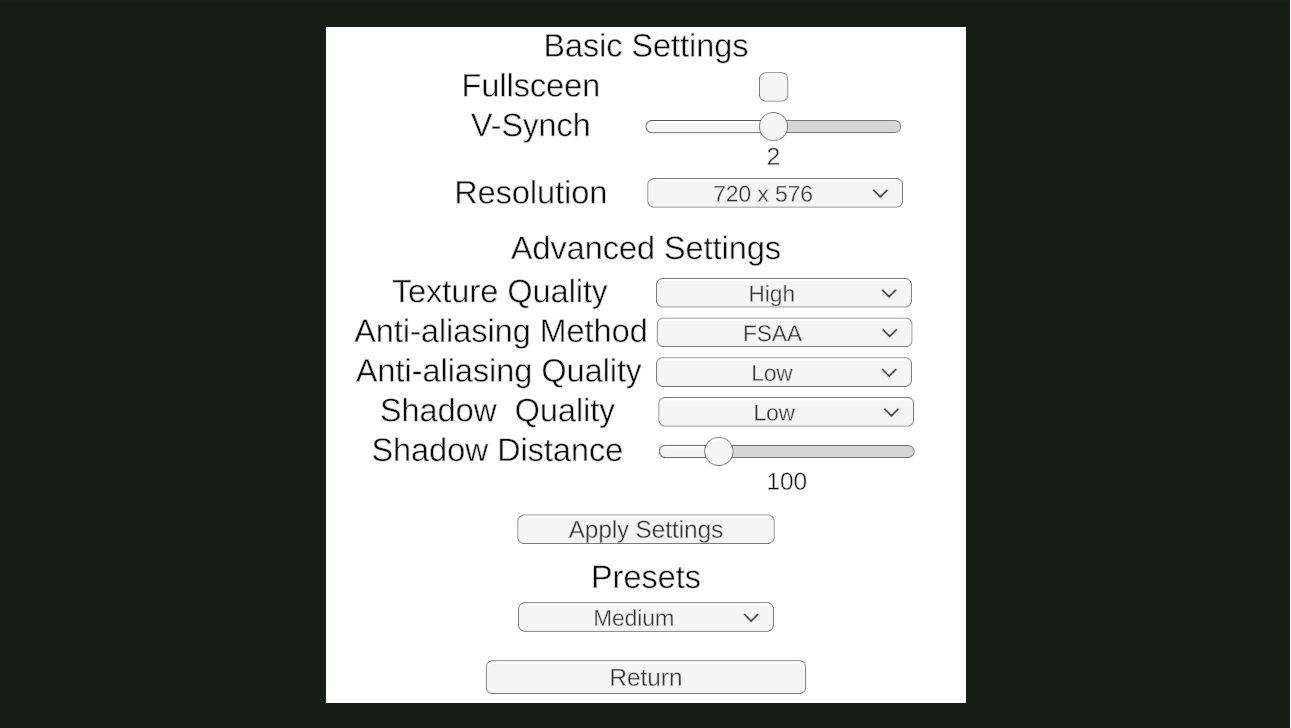 Basic Settings
Fullsceen
V-Synch
2
Resolution 720 x 576
Advanced Settings
Texture Quality High
Anti-aliasing Method FSAA
Anti-aliasing Quality Low
Shadow  Quality Low
Shadow Distance
100
Apply Settings
Presets
Medium
Return